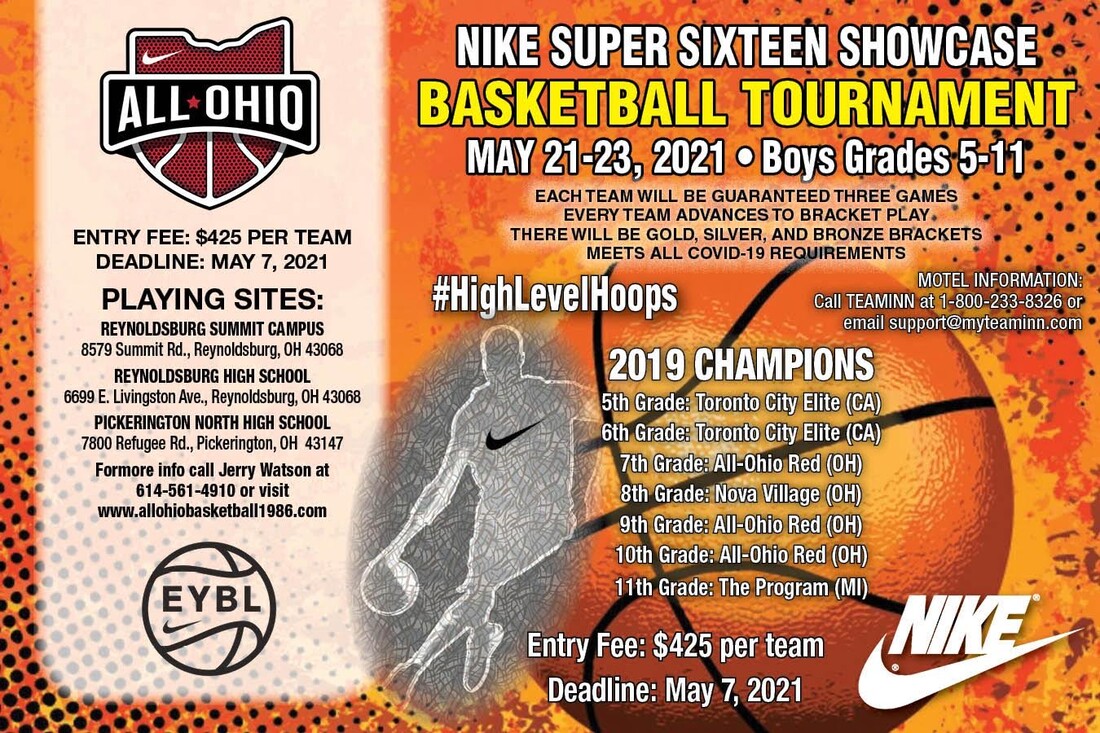 ALL★OHIO
ENTRY FEE: $425 PER TEAM
DEADLINE: MAY 7, 2021
PLAYING SITES:
REYNOLDSBURG SUMMIT CAMPUS
8579 Summit Rd., Reynoldsburg, OH 43068
REYNOLDSBURG HIGH SCHOOL
6699 E. Livingston Ave., Reynoldsburg, OH 43068
PICKERINGTON NORTH HIGH SCHOOL
7800 Refugee Rd., Pickerington, OH 43147
Formore info call Jerry Watson at
614-561-4910 or visit
www.allohiobasketball1986.com
EYBL
NIKE SUPER SIXTEEN SHOWCASE
BASKETBALL TOURNAMENT
MAY 21-23, 2021 • Boys Grades 5-11
EACH TEAM WILL BE GUARANTEED THREE GAMES
EVERY TEAM ADVANCES TO BRACKET PLAY.
THERE WILL BE GOLD, SILVER, AND BRONZE BRACKETS
MEETS ALL COVID-19 REQUIREMENTS
#HighLevelHoops
MOTEL INFORMATION:
Call TEAMINN at 1-800-233-8326 or
email support@myteaminn.com
2019 CHAMPIONS
5th Grade: Toronto City Elite (CA)
6th Grade: Toronto City Elite (CA)
7th Grade: All-Ohio Red (OH)
8th Grade: Nova Village (OH)
9th Grade: All-Ohio Red (OH)
10th Grade: All-Ohio Red (OH)
11th Grade: The Program (MI)
Entry Fee: $425 per team
Deadline: May 7, 2021
NIKE®
®